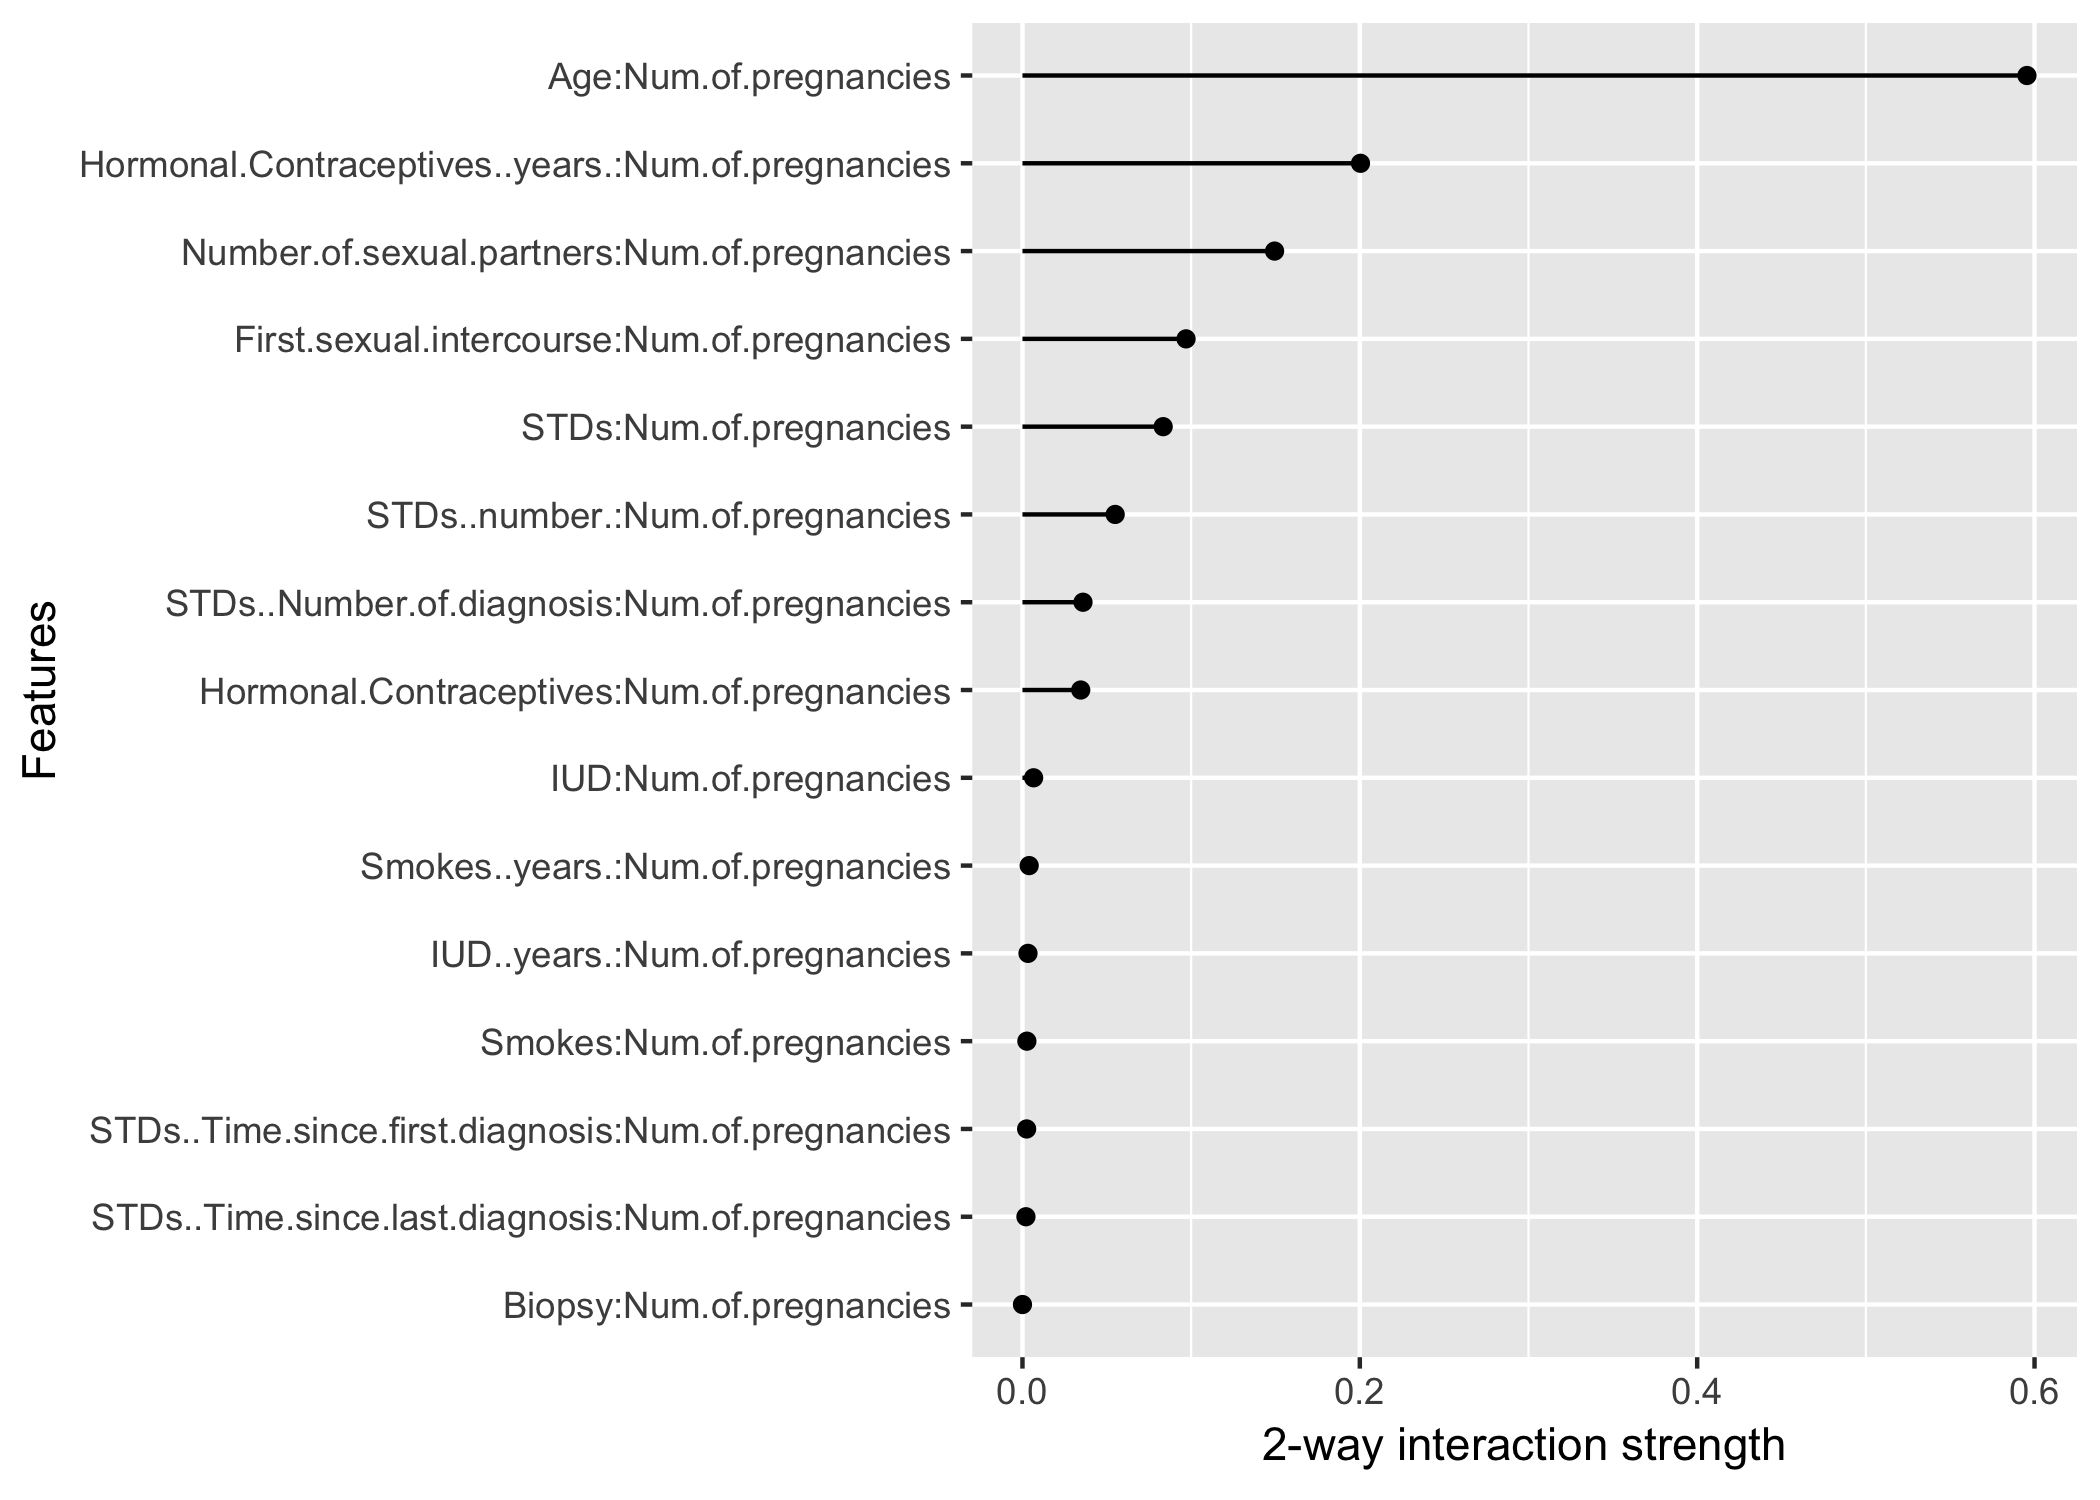 Age:Num.of.pregnancies
Hormonal.Contraceptives..years.:Num.of.pregnancies
Number.of.sexual.partners:Num.of.pregnancies
First.sexual.intercourse:Num.of.pregnancies
STDs:Num.of.pregnancies
STDs..number.:Num.of.pregnancies
STDs..Number.of.diagnosis:Num.of.pregnancies
Hormonal.Contraceptives:Num.of.pregnancies
IUD:Num.of.pregnancies
Smokes..years.:Num.of.pregnancies
IUD..years.:Num.of.pregnancies
Smokes:Num.of.pregnancies
STDs..Time.since.first.diagnosis:Num.of.pregnancies
STDs..Time.since.last.diagnosis:Num.of.pregnancies
Biopsy:Num.of.pregnancies
Features
0.0 0.2 0.4 0.6
2-way interaction strength